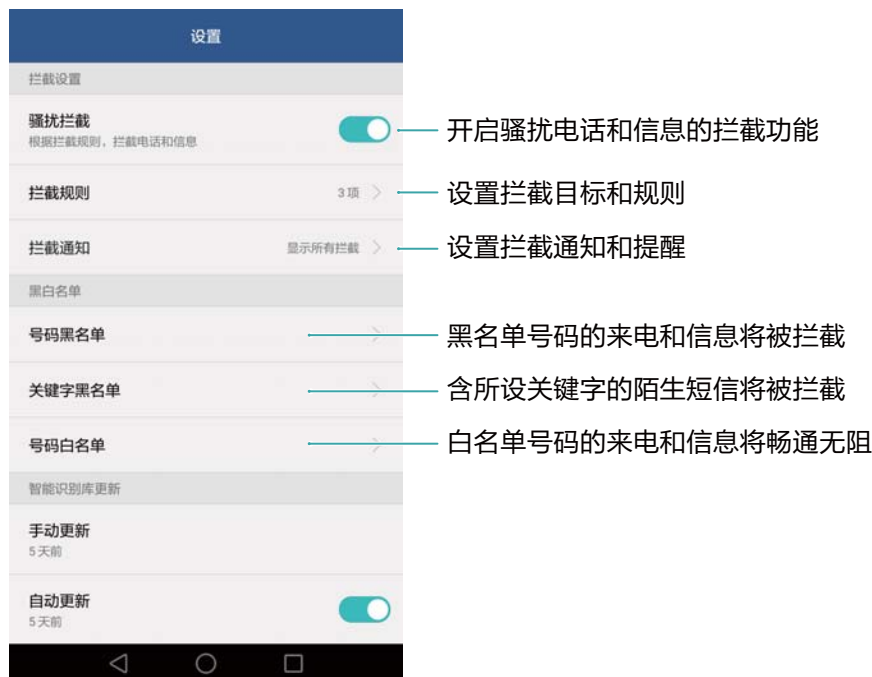 设置
拦截设置
骚扰拦截
根据拦截规则，拦截电话和信息
开启骚扰电话和信息的拦截功能
拦截规则
3项
设置拦截目标和规则
拦截通知
显示所有拦截
设置拦截通知和提醒
黑白名单
号码黑名单
黑名单号码的来电和信息将被拦截
关键字黑名单
含所设关键字的陌生短信将被拦截
号码白名单
白名单号码的来电和信息将畅通无阻
智能识别库更新
手动更新
5天前
自动更新
5天前